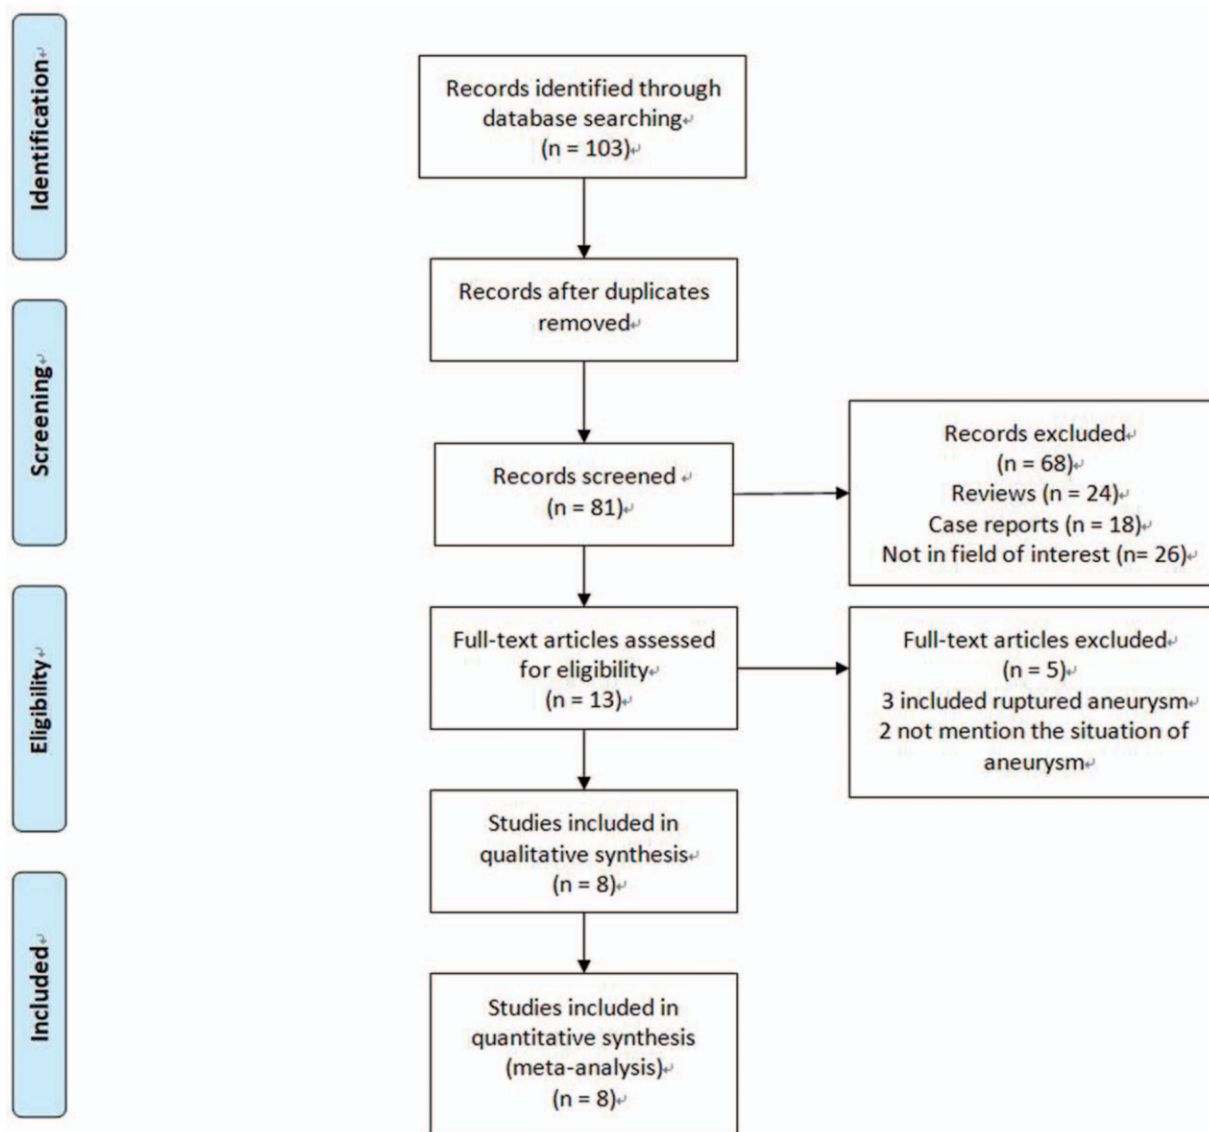 Identification↵
Records identified through
database searching↵
(n = 103)↵
Records after duplicates
removed↵
Screening↵
Records screened ↵
(n = 81)↵
Records excluded↵
(n = 68)↵
Reviews (n = 24)↵
Case reports (n = 18)↵
Not in field of interest (n= 26)↵
Eligibility↵
Full-text articles assessed
for eligibility↵
(n = 13)↵
Full-text articles excluded↵
(n = 5)↵
3 included ruptured aneurysm↵
2 not mention the situation of
aneurysm↵
Studies included in
qualitative synthesis↵
(n = 8)↵
Included↵
Studies included in
quantitative synthesis
(meta-analysis)↵
(n = 8)↵